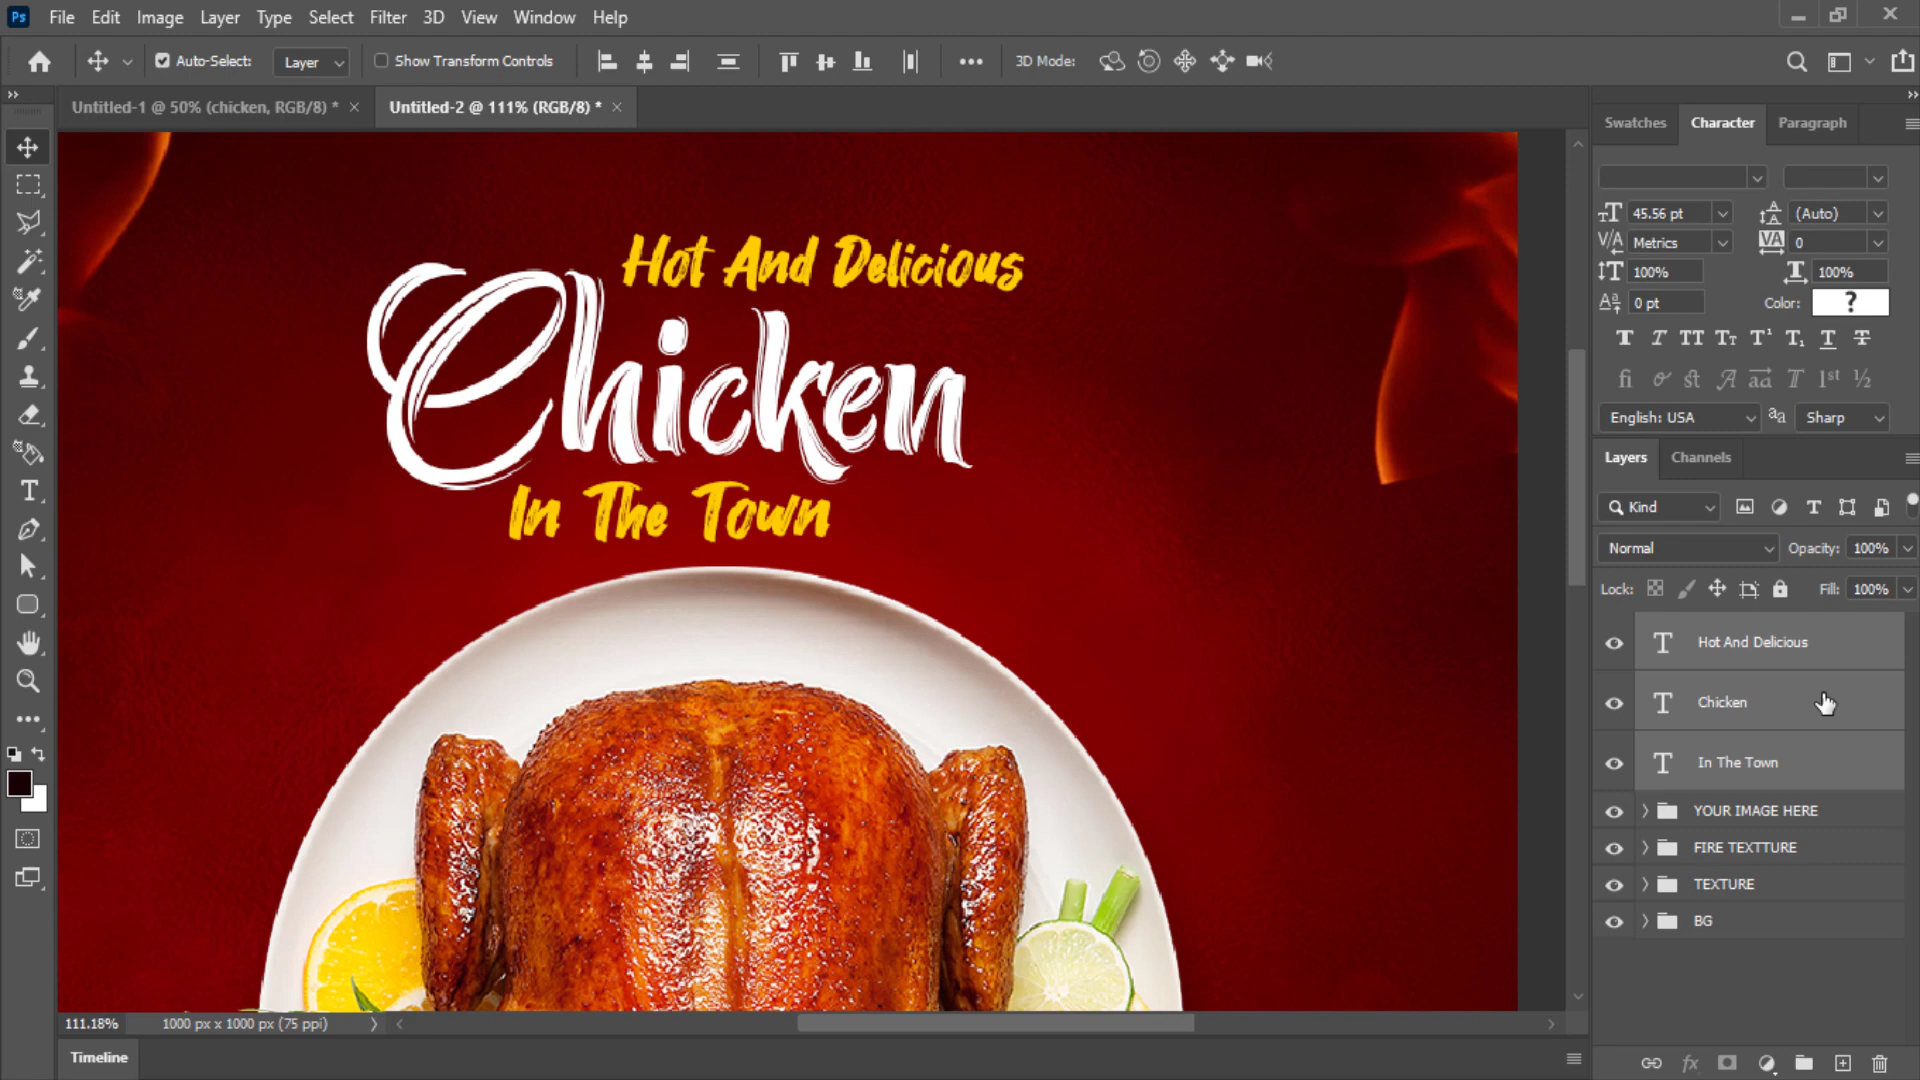 Ps File Edit Image Layer Type Select Filter 3D View Window Help
Auto-Select: Layer Show Transform Controls 3D Mode:
Untitled-1 @ 50% (chicken, RGB/8) * × Untitled-2 @ 111% (RGB/8) * ×
Swatches Character Paragraph
45.56 pt (Auto)
Metrics 0
100% 100%
0 pt Color: ?
English: USA Sharp
Layers Channels
Kind
Normal Opacity: 100%
Lock: Fill: 100%
Hot And Delicious
Chicken
In The Town
YOUR IMAGE HERE
FIRE TEXTTURE
TEXTURE
BG
Hot And Delicious
Chicken
In The Town
111.18% 1000 px x 1000 px (75 ppi)
Timeline